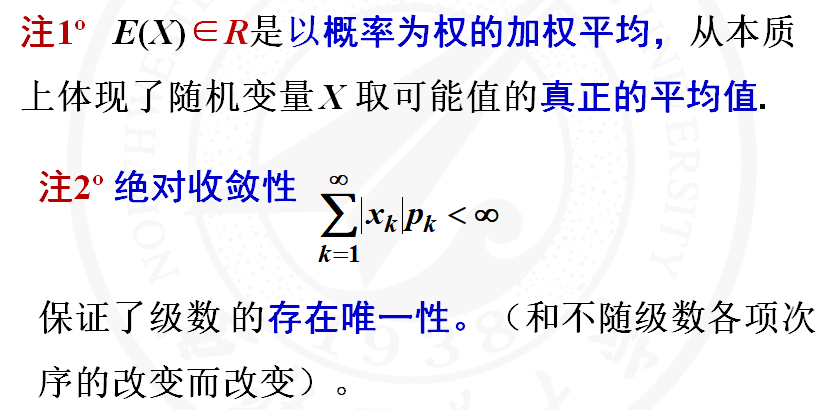 注1º E(X)∈R是以概率为权的加权平均，从本质
上体现了随机变量X 取可能值的真正的平均值.
注2º 绝对收敛性 ∑_{k=1}^{∞}|x_k|p_k < ∞
保证了级数 的存在唯一性。（和不随级数各项次
序的改变而改变）。